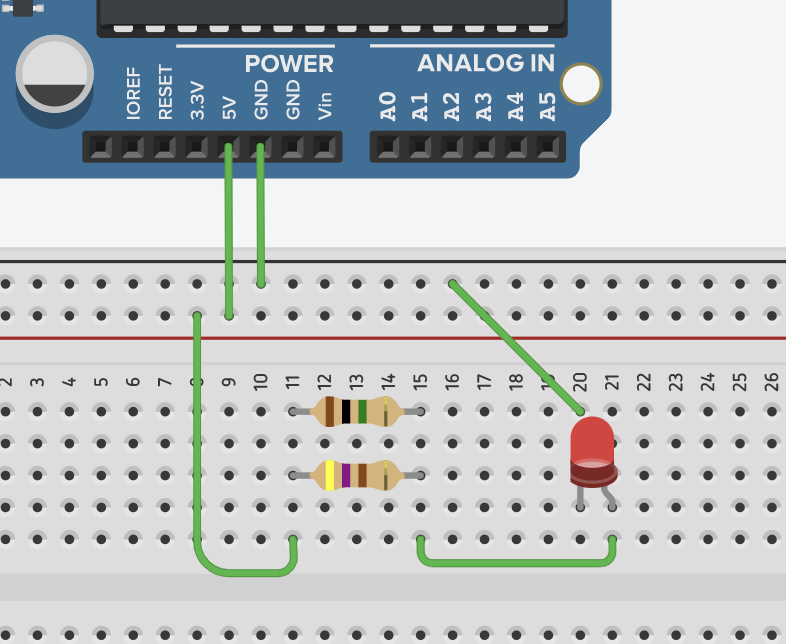 POWER
ANALOG IN
IOREF RESET 3.3V 5V GND GND Vin A0 A1 A2 A3 A4 A5
2 3 4 5 6 7 8 9 10 11 12 13 14 15 16 17 18 19 20 21 22 23 24 25 26